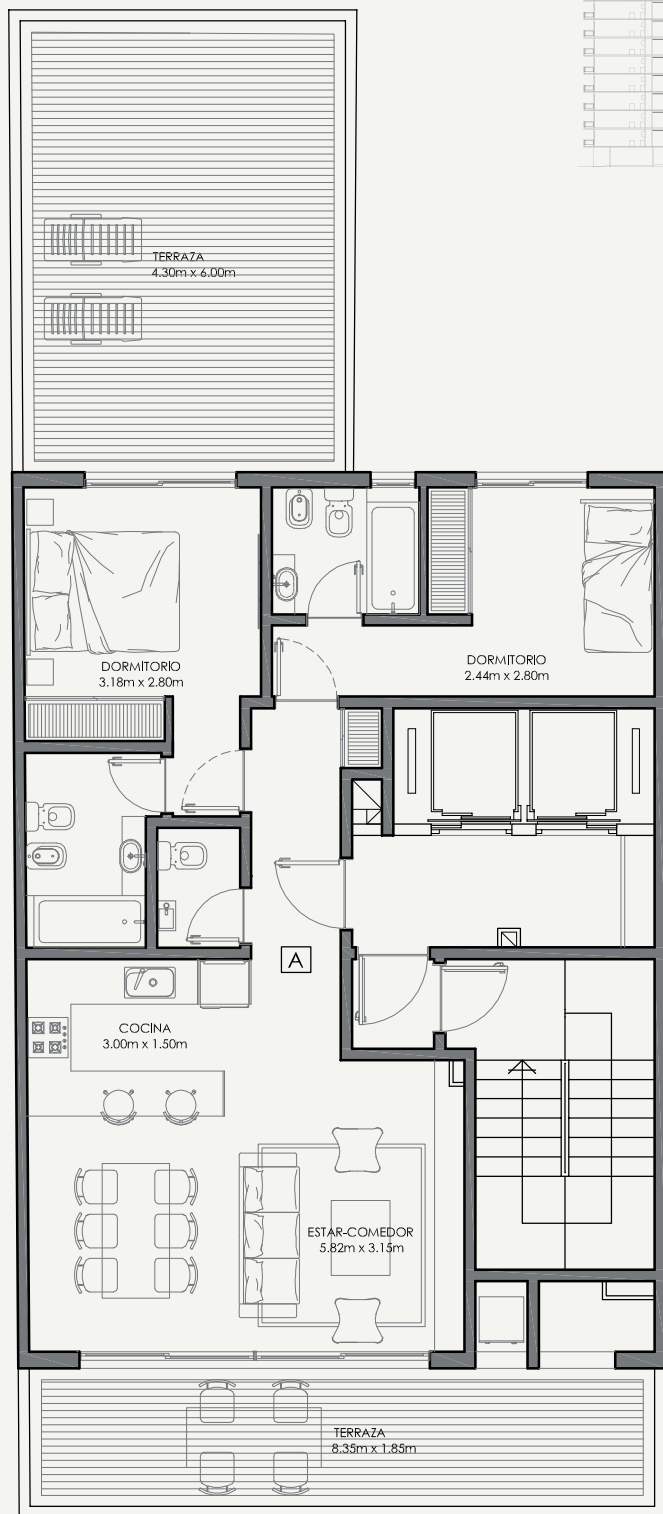 TERRAZA
4.30m x 6.00m
DORMITORIO
3.18m x 2.80m
DORMITORIO
2.44m x 2.80m
A
COCINA
3.00m x 1.50m
ESTAR-COMEDOR
5.82m x 3.15m
TERRAZA
8.35m x 1.85m